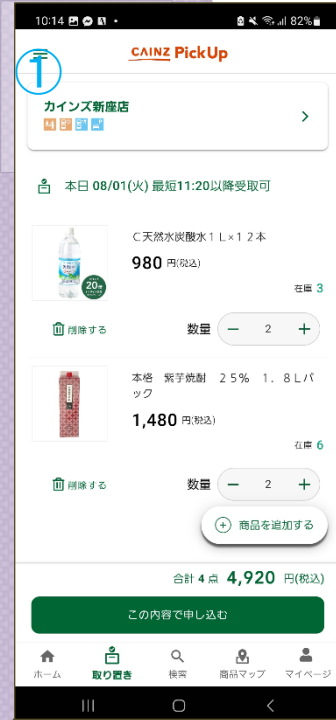 10:14 82%
①
CAINZ PickUp
カインズ新座店
本日 08/01(火) 最短11:20以降受取可
C天然水炭酸水1L×12本
980 円(税込)
20
在庫 3
削除する 数量 − 2 +
本格 紫芋焼酎 25% 1.8Lパ
ック
1,480 円(税込)
在庫 6
削除する 数量 − 2 +
商品を追加する
合計 4 点 4,920 円(税込)
この内容で申し込む
ホーム 取り置き 検索 商品マップ マイページ